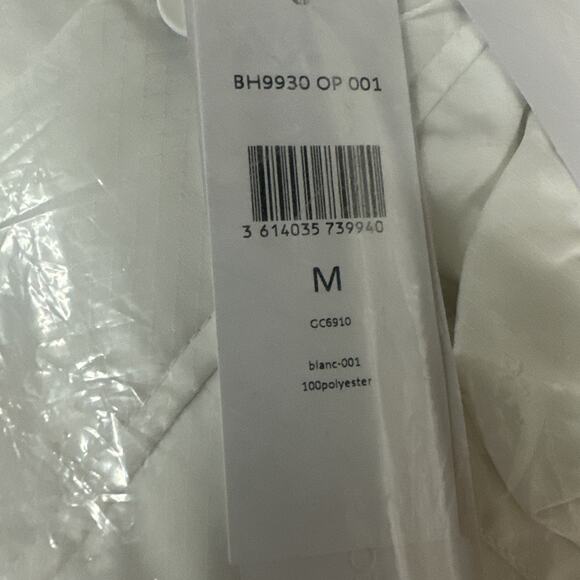 BH9930 OP 001
3 614035 739940
M
GC6910
blanc-001
100polyester